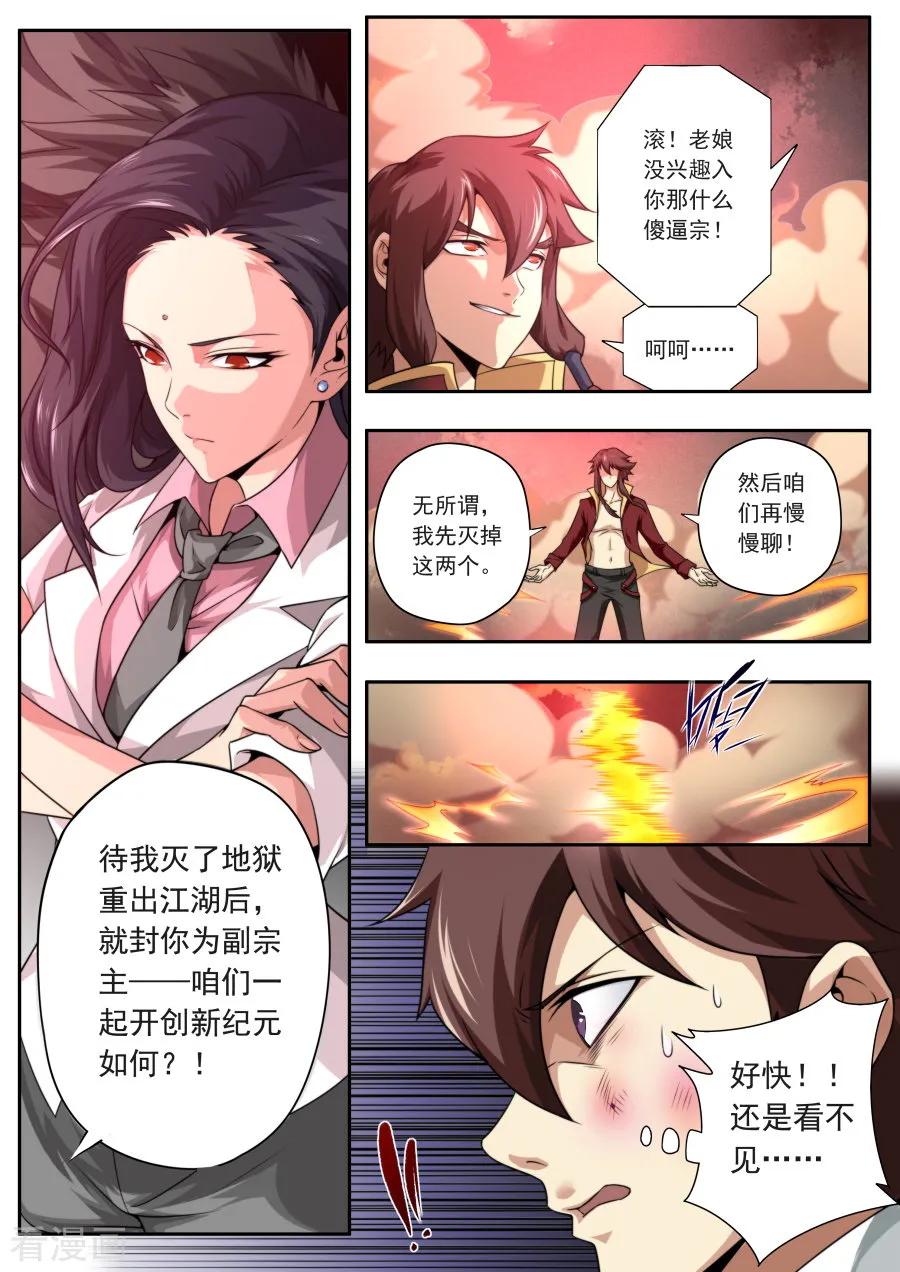 待我灭了地狱
重出江湖后，
就封你为副宗
主——咱们一
起开创新纪元
如何？！
滚！老娘
没兴趣入
你那什么
傻逼宗！
呵呵……
无所谓，
我先灭掉
这两个。
然后咱
们再慢
慢聊！
好快！！
还是看不
见……
!!
看漫画